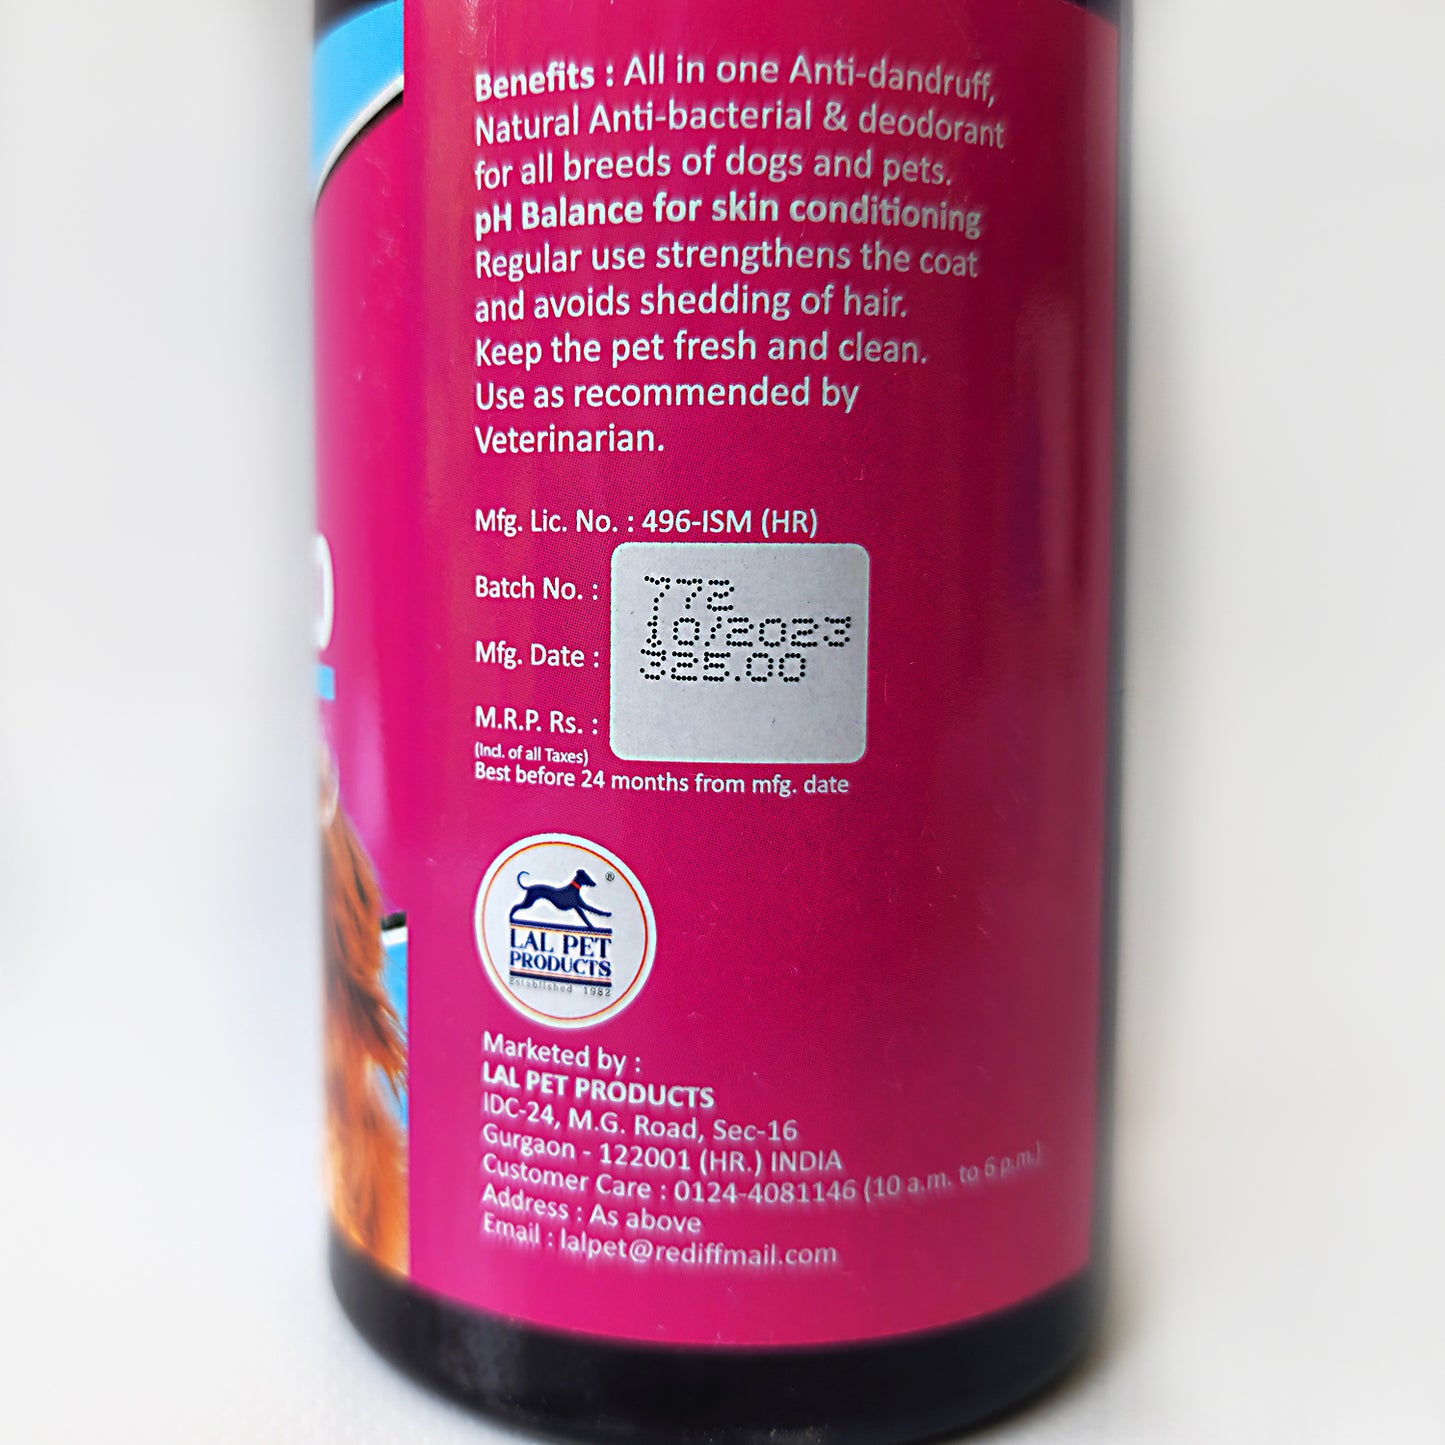 Benefits : All in one Anti-dandruff,
Natural Anti-bacterial & deodorant
for all breeds of dogs and pets.
pH Balance for skin conditioning
Regular use strengthens the coat
and avoids shedding of hair.
Keep the pet fresh and clean.
Use as recommended by
Veterinarian.
Mfg. Lic. No. : 496-ISM (HR)
Batch No. : 772
Mfg. Date : 10/2023
M.R.P. Rs. : 325.00
(Incl. of all Taxes)
Best before 24 months from mfg. date
®
LAL PET
PRODUCTS
Established 1982
Marketed by :
LAL PET PRODUCTS
IDC-24, M.G. Road, Sec-16
Gurgaon - 122001 (HR.) INDIA
Customer Care : 0124-4081146 (10 a.m. to 6 p.m.)
Address : As above
Email : lalpet@rediffmail.com